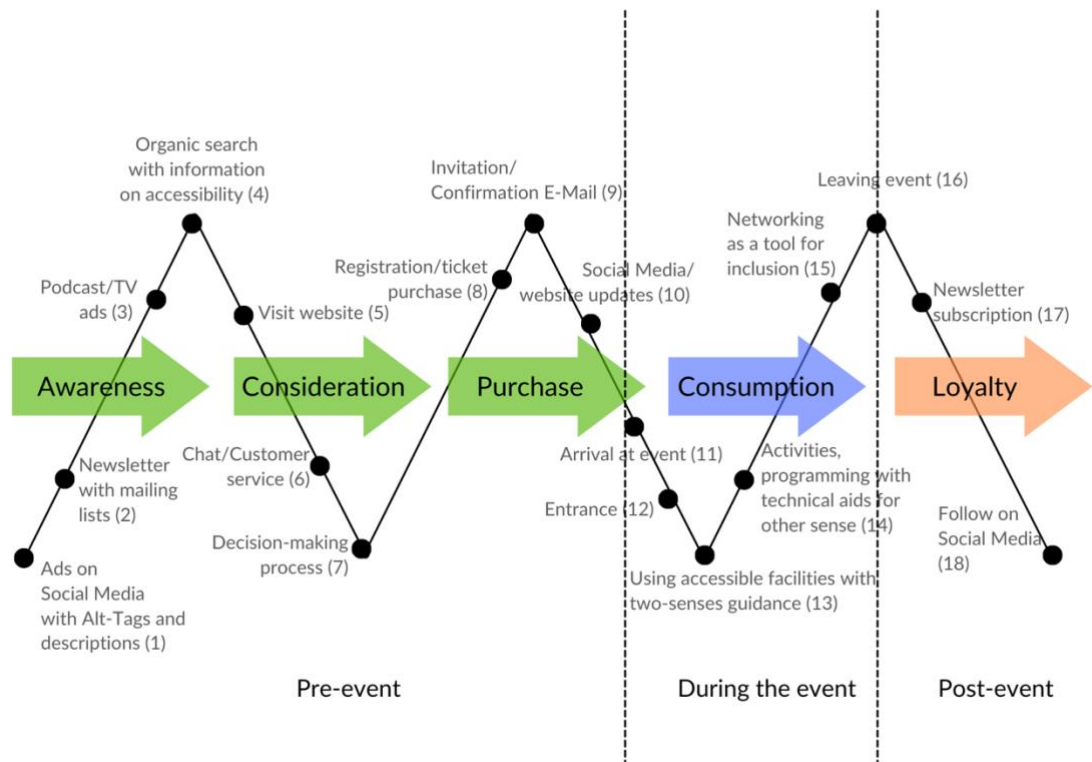 Organic search
with information
on accessibility (4)
Invitation/
Confirmation E-Mail (9)
Leaving event (16)
Networking
as a tool for
inclusion (15)
Podcast/TV
ads (3)
Visit website (5)
Registration/ticket
purchase (8)
Social Media/
website updates (10)
Newsletter
subscription (17)
Awareness
Consideration
Purchase
Consumption
Loyalty
Newsletter
with mailing
lists (2)
Chat/Customer
service (6)
Arrival at event (11)
Activities,
programming with
technical aids for
other sense (14)
Entrance (12)
Decision-making
process (7)
Follow on
Social Media
(18)
Ads on
Social Media
with Alt-Tags and
descriptions (1)
Using accessible facilities with
two-senses guidance (13)
Pre-event
During the event
Post-event